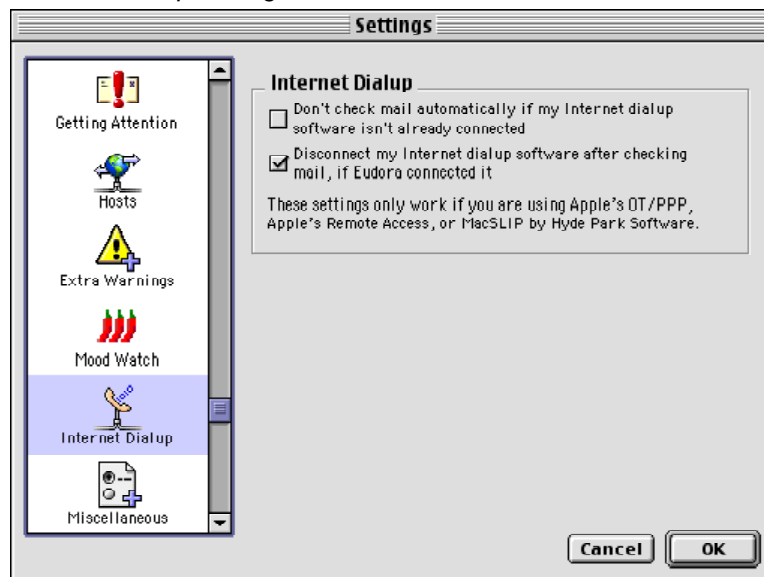 Settings
Getting Attention
Hosts
Extra Warnings
Mood Watch
Internet Dialup
Miscellaneous
Internet Dialup
Don't check mail automatically if my Internet dialup
software isn't already connected
Disconnect my Internet dialup software after checking
mail, if Eudora connected it
These settings only work if you are using Apple's OT/PPP,
Apple's Remote Access, or MacSLIP by Hyde Park Software.
Cancel
OK